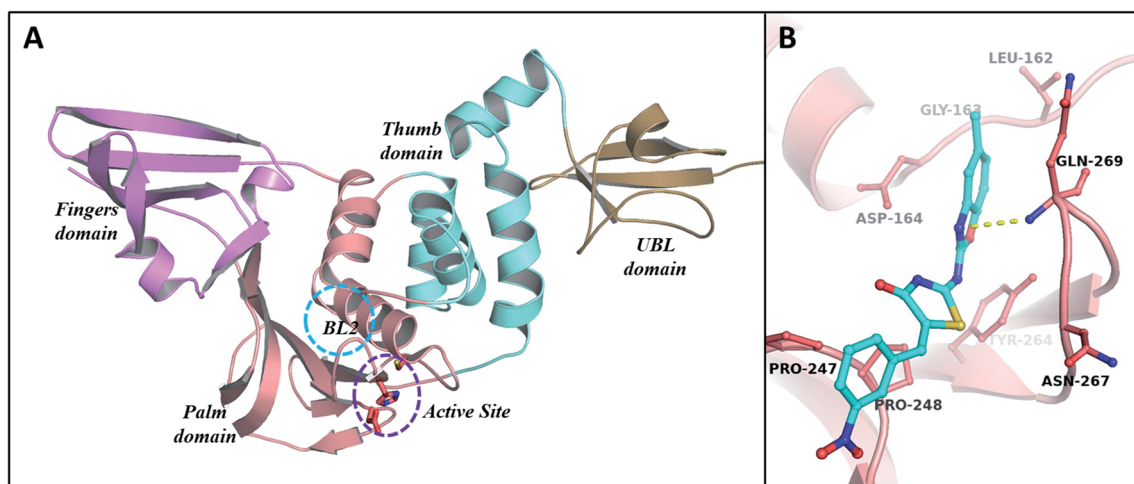 A
Thumb
domain
Fingers
domain
UBL
domain
BL2
Palm
domain
Active Site
B
LEU-162
GLY-163
GLN-269
ASP-164
TYR-264
PRO-247
ASN-267
PRO-248